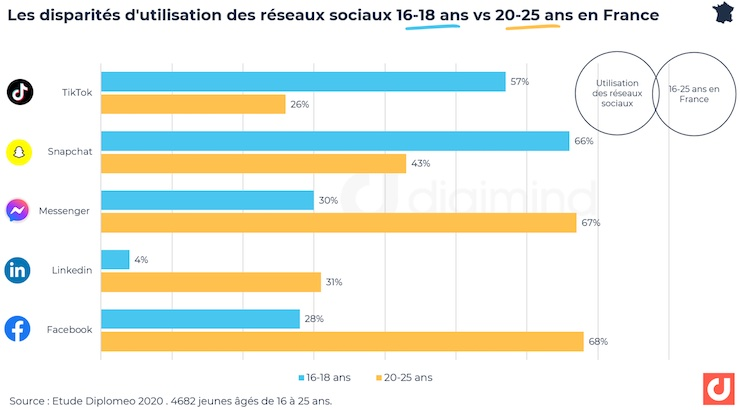 Les disparités d'utilisation des réseaux sociaux 16-18 ans vs 20-25 ans en France
Utilisation
des réseaux
sociaux
16-25 ans en
France
TikTok
57%
26%
Snapchat
66%
43%
digimind
Messenger
30%
67%
Linkedin
4%
31%
in
Facebook
28%
68%
16-18 ans
20-25 ans
Source : Etude Diplomeo 2020 . 4682 jeunes âgés de 16 à 25 ans.